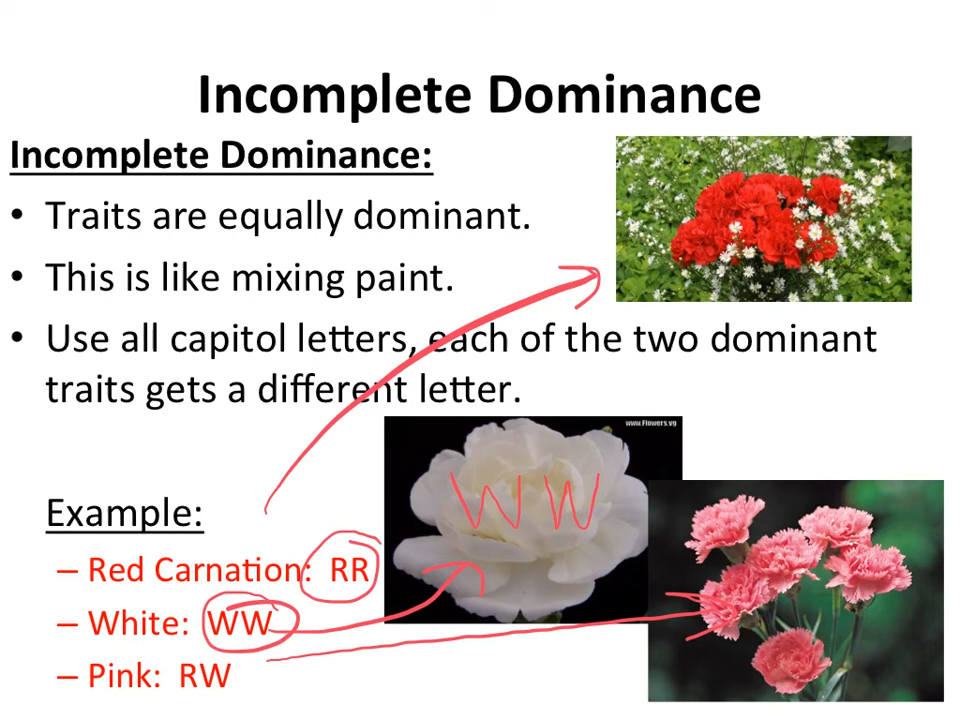 Incomplete Dominance
Incomplete Dominance:
• Traits are equally dominant.
• This is like mixing paint.
• Use all capitol letters, each of the two dominant
traits gets a different letter.
www.Flowers.vg
WW
Example:
– Red Carnation: RR
– White: WW
– Pink: RW